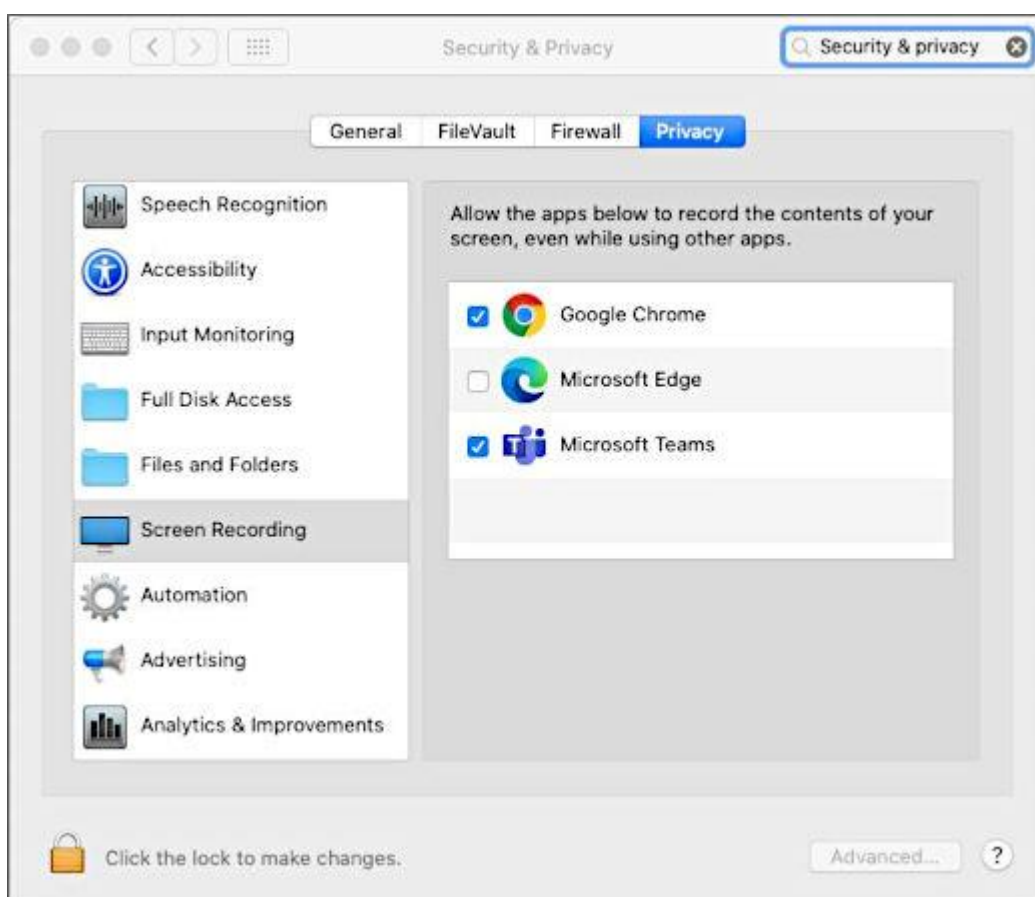 Security & Privacy
Security & privacy
General
FileVault
Firewall
Privacy
Speech Recognition
Accessibility
Input Monitoring
Full Disk Access
Files and Folders
Screen Recording
Automation
Advertising
Analytics & Improvements
Allow the apps below to record the contents of your
screen, even while using other apps.
Google Chrome
Microsoft Edge
T
Microsoft Teams
Click the lock to make changes.
Advanced...
?